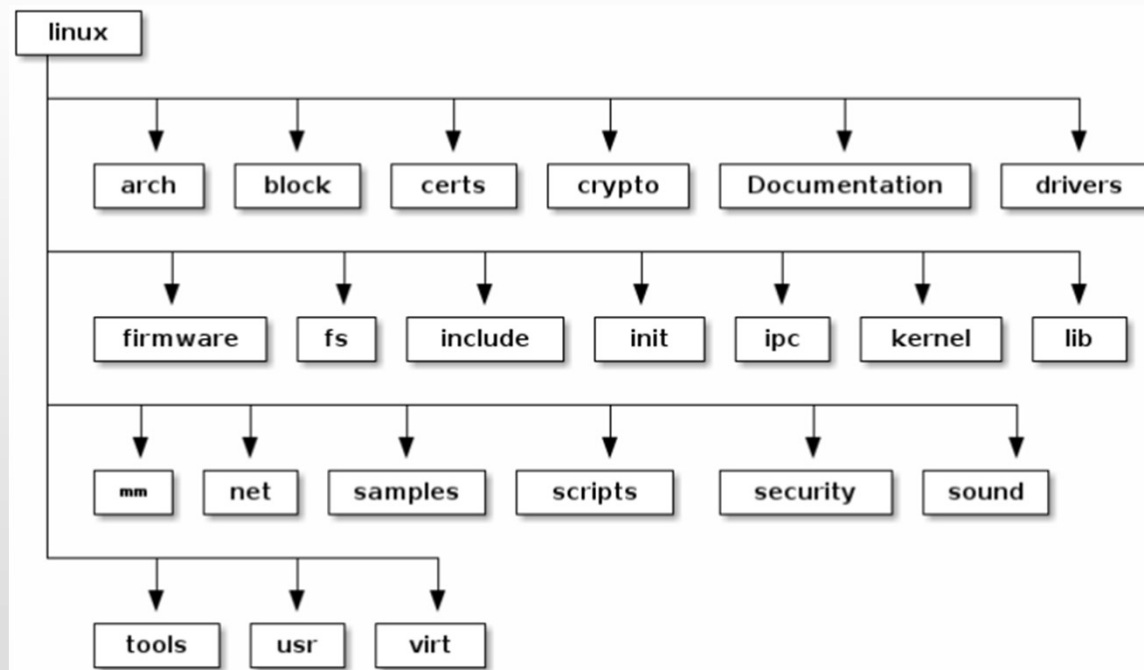 linux
arch block certs crypto Documentation drivers
firmware fs include init ipc kernel lib
mm net samples scripts security sound
tools usr virt